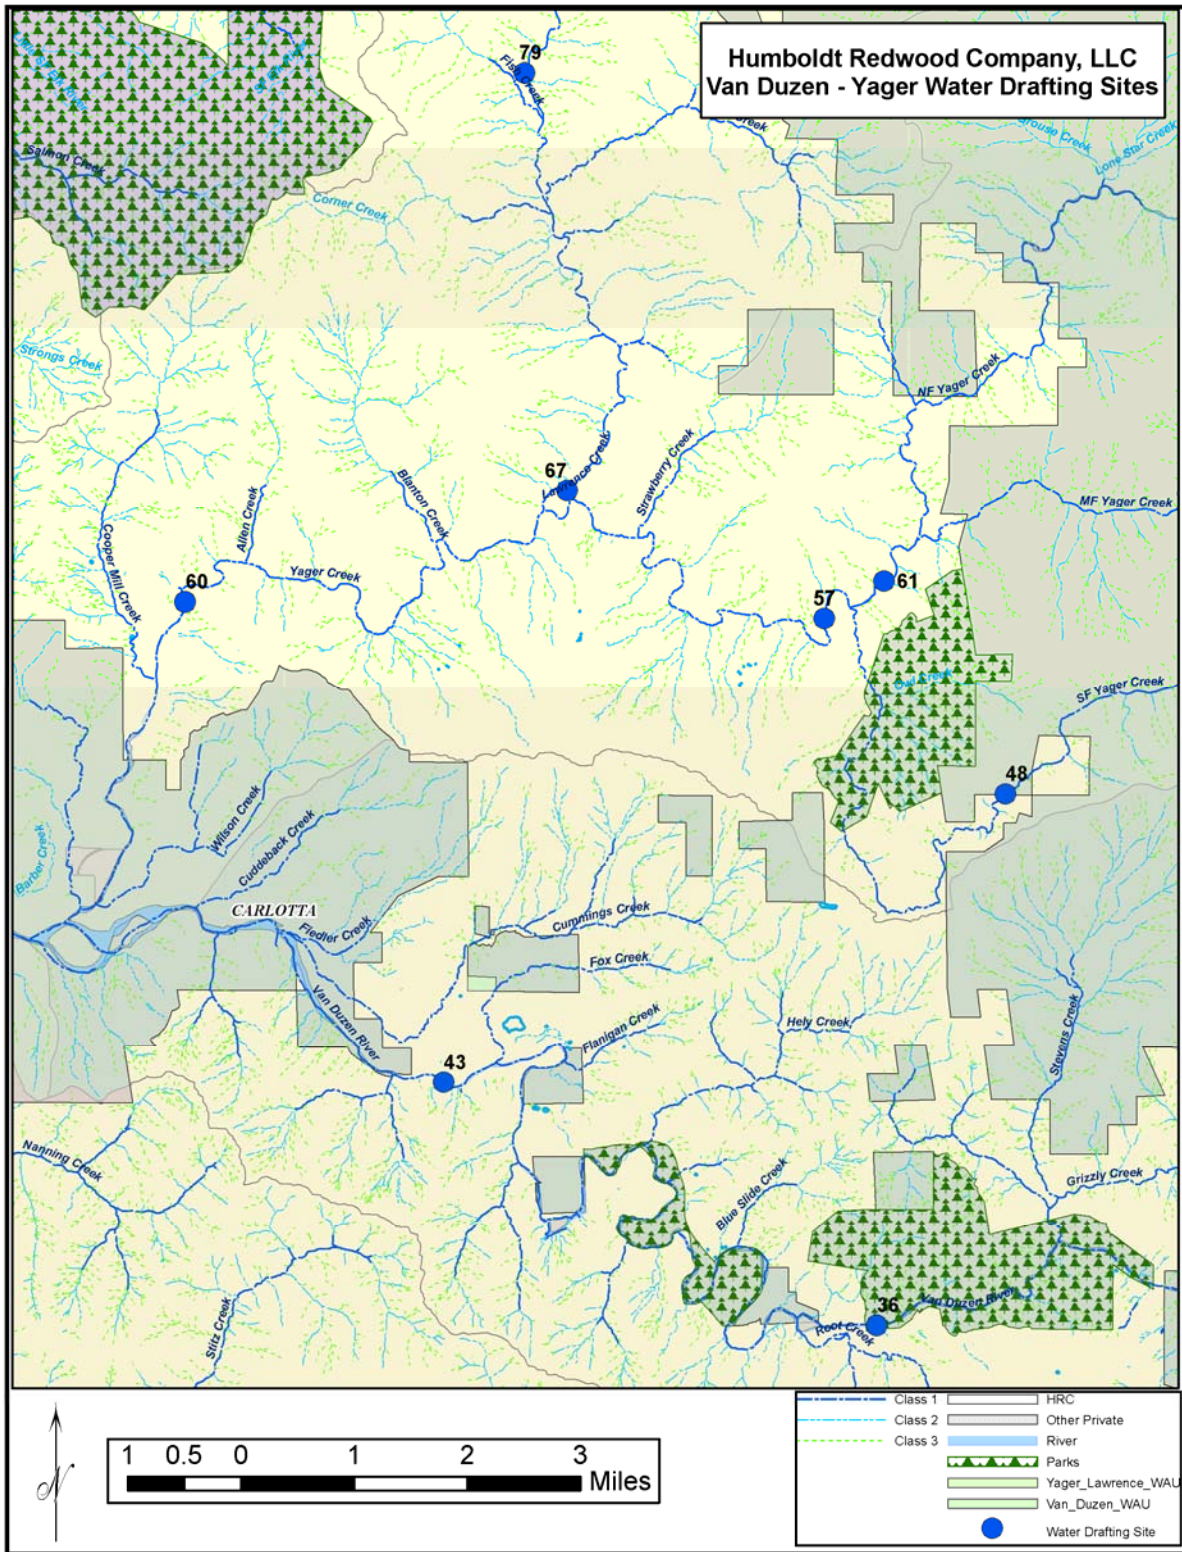 Humboldt Redwood Company, LLC
Van Duzen - Yager Water Drafting Sites
79
Fish Creek
Creek
Lone Star Creek
Salmon Creek
Corner Creek
Strongs Creek
NF Yager Creek
67
Lawrence Creek
Strawberry Creek
Blanton Creek
MF Yager Creek
Allen Creek
Cooper Mill Creek
60
Yager Creek
61
57
Owl Creek
SF Yager Creek
48
Wilson Creek
Cuddeback Creek
Barber Creek
CARLOTTA
Fiedler Creek
Cummings Creek
Fox Creek
Van Duzen River
Flanigan Creek
Hely Creek
Stevens Creek
43
Nanning Creek
Grizzly Creek
Blue Slide Creek
Stitz Creek
36
Van Duzen River
Root Creek
N
1 0.5 0 1 2 3
Miles
Class 1
Class 2
Class 3
HRC
Other Private
River
Parks
Yager_Lawrence_WAU
Van_Duzen_WAU
Water Drafting Site